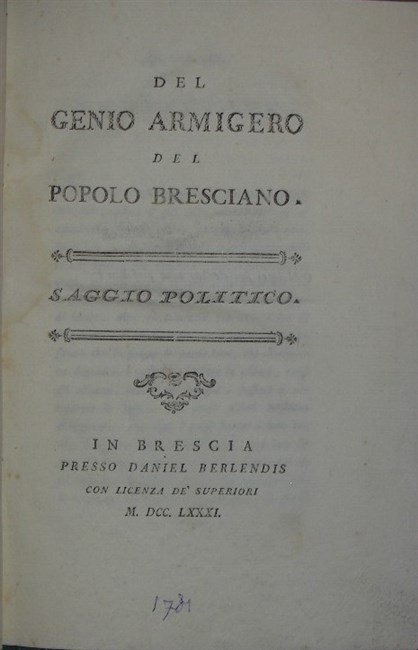 DEL
GENIO ARMIGERO
DEL
POPOLO BRESCIANO.
SAGGIO POLITICO.
IN BRESCIA
PRESSO DANIEL BERLENDIS
CON LICENZA DE' SUPERIORI
M. DCC. LXXXI.
1781